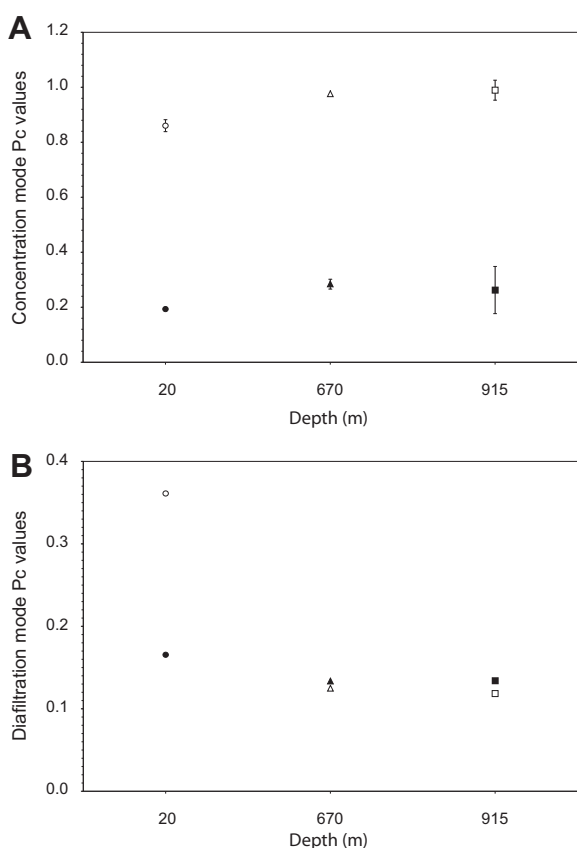 A
Concentration mode Pc values
1.2
1.0
0.8
0.6
0.4
0.2
0.0
20 670 915
Depth (m)
B
Diafiltration mode Pc values
0.4
0.3
0.2
0.1
0.0
20 670 915
Depth (m)